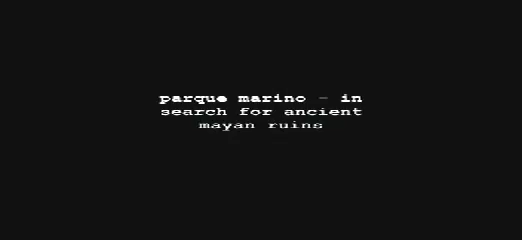 parque marino - in
search for ancient
mayan ruins